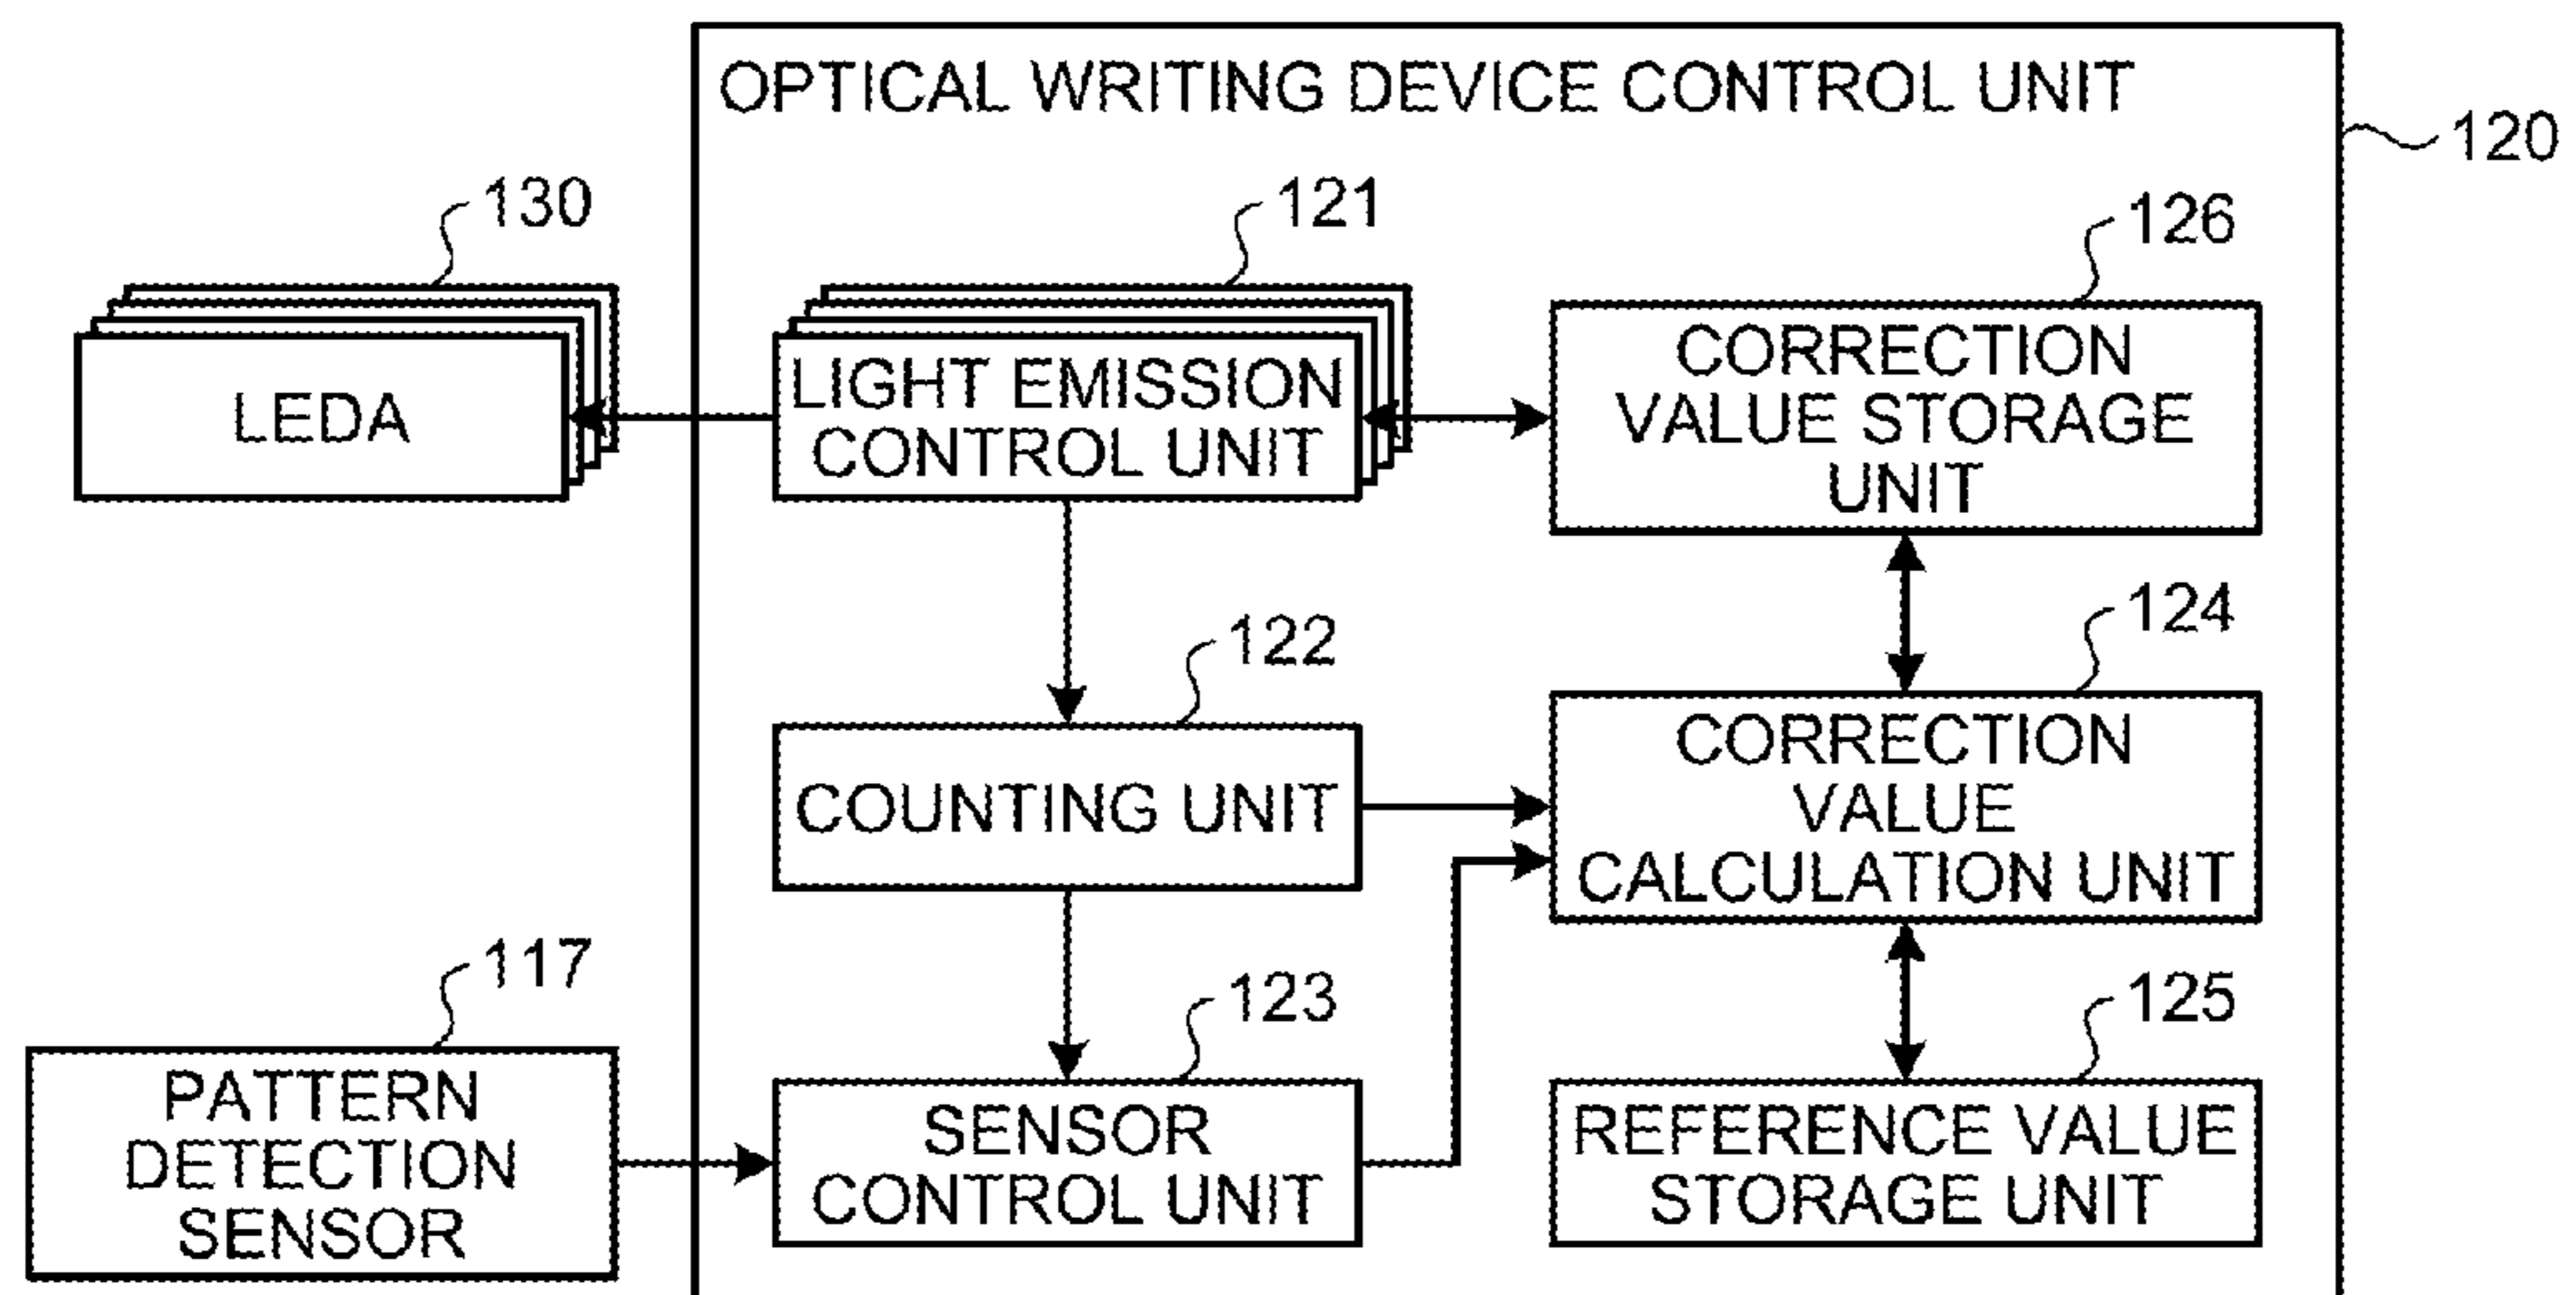 OPTICAL WRITING DEVICE CONTROL UNIT
120
130
121
126
LEDA
LIGHT EMISSION
CONTROL UNIT
CORRECTION
VALUE STORAGE
UNIT
122
124
COUNTING UNIT
CORRECTION
VALUE
CALCULATION UNIT
117
123
125
PATTERN
DETECTION
SENSOR
SENSOR
CONTROL UNIT
REFERENCE VALUE
STORAGE UNIT